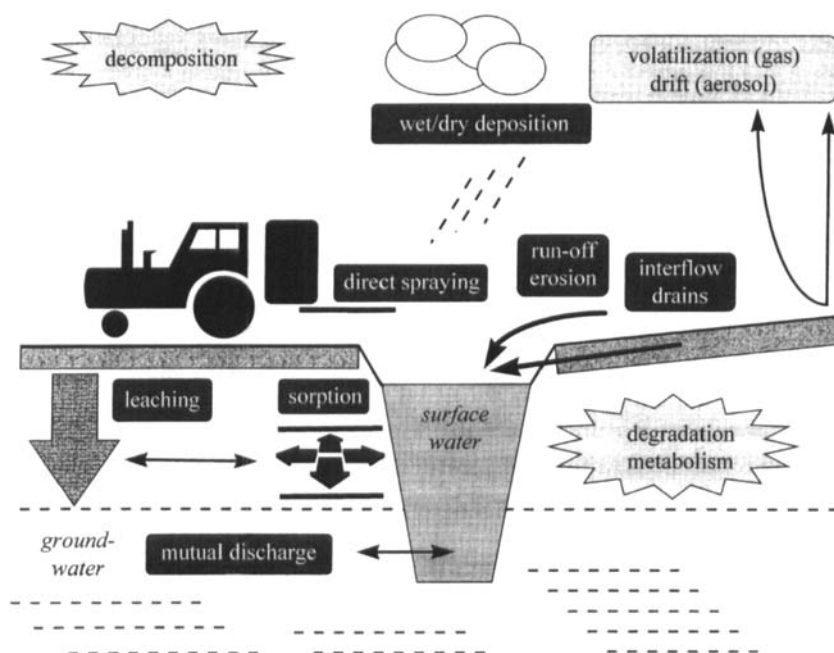 decomposition
volatilization (gas)
drift (aerosol)
wet/dry deposition
direct spraying
run-off
erosion
interflow
drains
leaching
sorption
surface
water
degradation
metabolism
ground-
water
mutual discharge